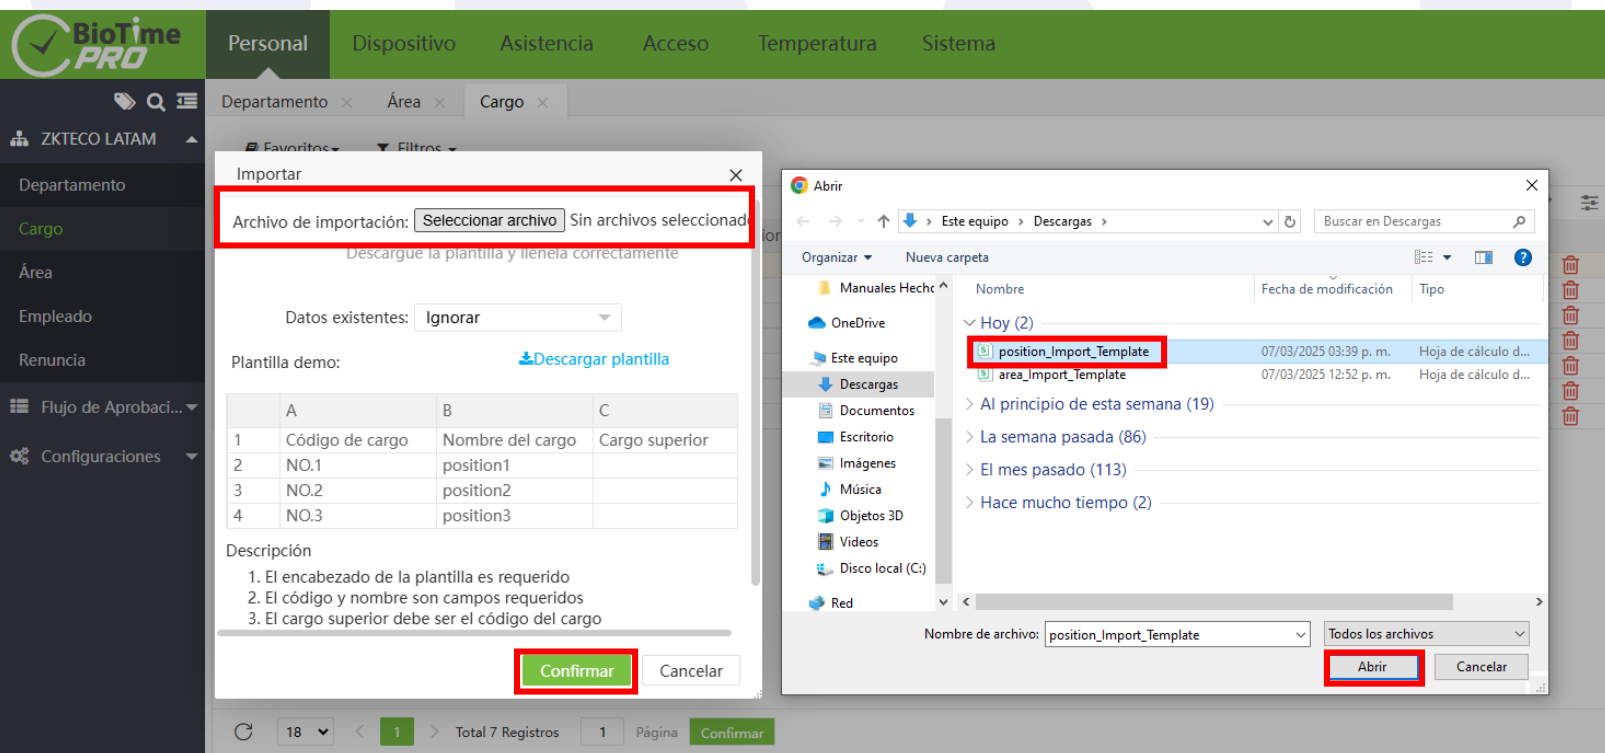 BioTime
PRO
Personal
Dispositivo
Asistencia
Acceso
Temperatura
Sistema
Departamento ×
Área ×
Cargo ×
ZKTECO LATAM
Departamento
Cargo
Área
Empleado
Renuncia
Flujo de Aprobaci...
Configuraciones
Favoritos
Filtros
Importar
Archivo de importación: Seleccionar archivo Sin archivos seleccionado
Descargue la plantilla y llénela correctamente
Datos existentes: Ignorar
Plantilla demo: Descargar plantilla
A B C
1 Código de cargo Nombre del cargo Cargo superior
2 NO.1 position1
3 NO.2 position2
4 NO.3 position3
Descripción
1. El encabezado de la plantilla es requerido
2. El código y nombre son campos requeridos
3. El cargo superior debe ser el código del cargo
Confirmar Cancelar
18 < 1 > Total 7 Registros 1 Página Confirmar
Abrir
Este equipo > Descargas >
Buscar en Descargas
Organizar Nueva carpeta
Manuales Hechc
OneDrive
Este equipo
Descargas
Documentos
Escritorio
Imágenes
Música
Objetos 3D
Videos
Disco local (C:)
Red
Nombre Fecha de modificación Tipo
Hoy (2)
position_Import_Template 07/03/2025 03:39 p. m. Hoja de cálculo d...
area_Import_Template 07/03/2025 12:52 p. m. Hoja de cálculo d...
Al principio de esta semana (19)
La semana pasada (86)
El mes pasado (113)
Hace mucho tiempo (2)
Nombre de archivo: position_Import_Template Todos los archivos
Abrir Cancelar